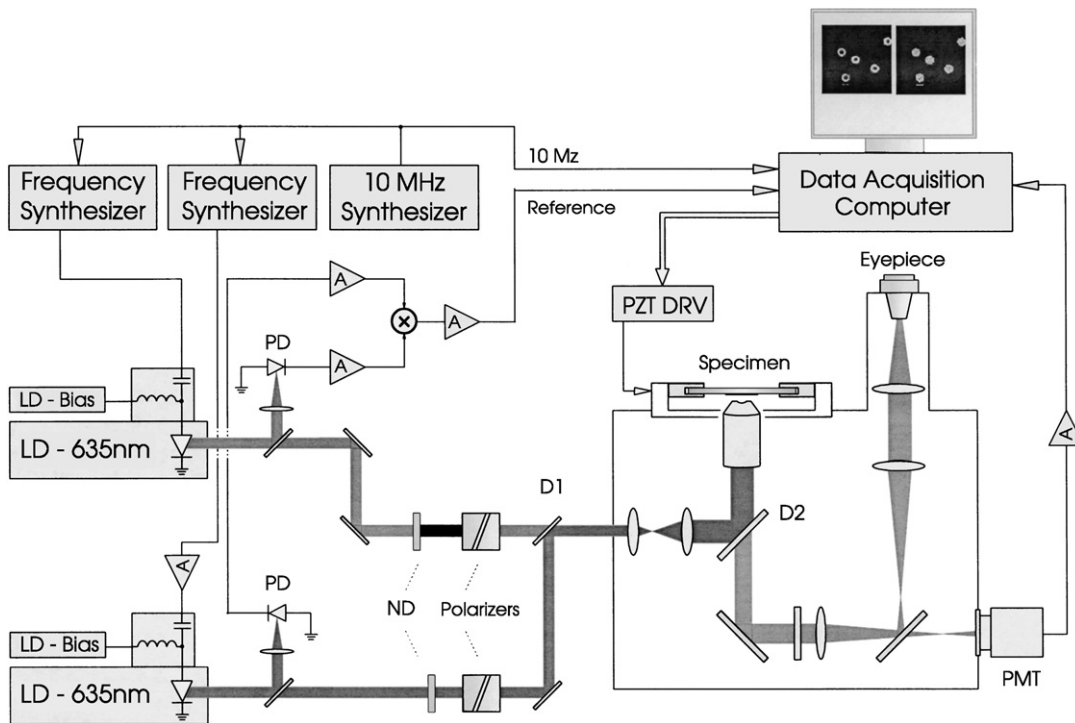 Frequency
Synthesizer
Frequency
Synthesizer
10 MHz
Synthesizer
10 Mz
Reference
Data Acquisition
Computer
Eyepiece
PZT DRV
A
A
A
PD
Specimen
LD - Bias
LD - 635nm
A
D1
D2
A
PD
ND
Polarizers
LD - Bias
LD - 635nm
PMT